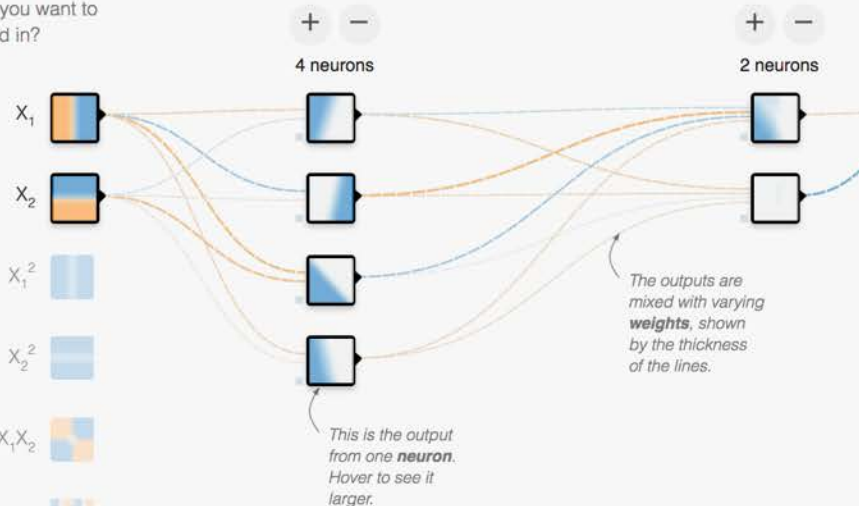 you want to
d in?
+ −
+ −
4 neurons
2 neurons
X₁
X₂
X₁²
X₂²
X₁X₂
The outputs are
mixed with varying
weights, shown
by the thickness
of the lines.
This is the output
from one neuron.
Hover to see it
larger.